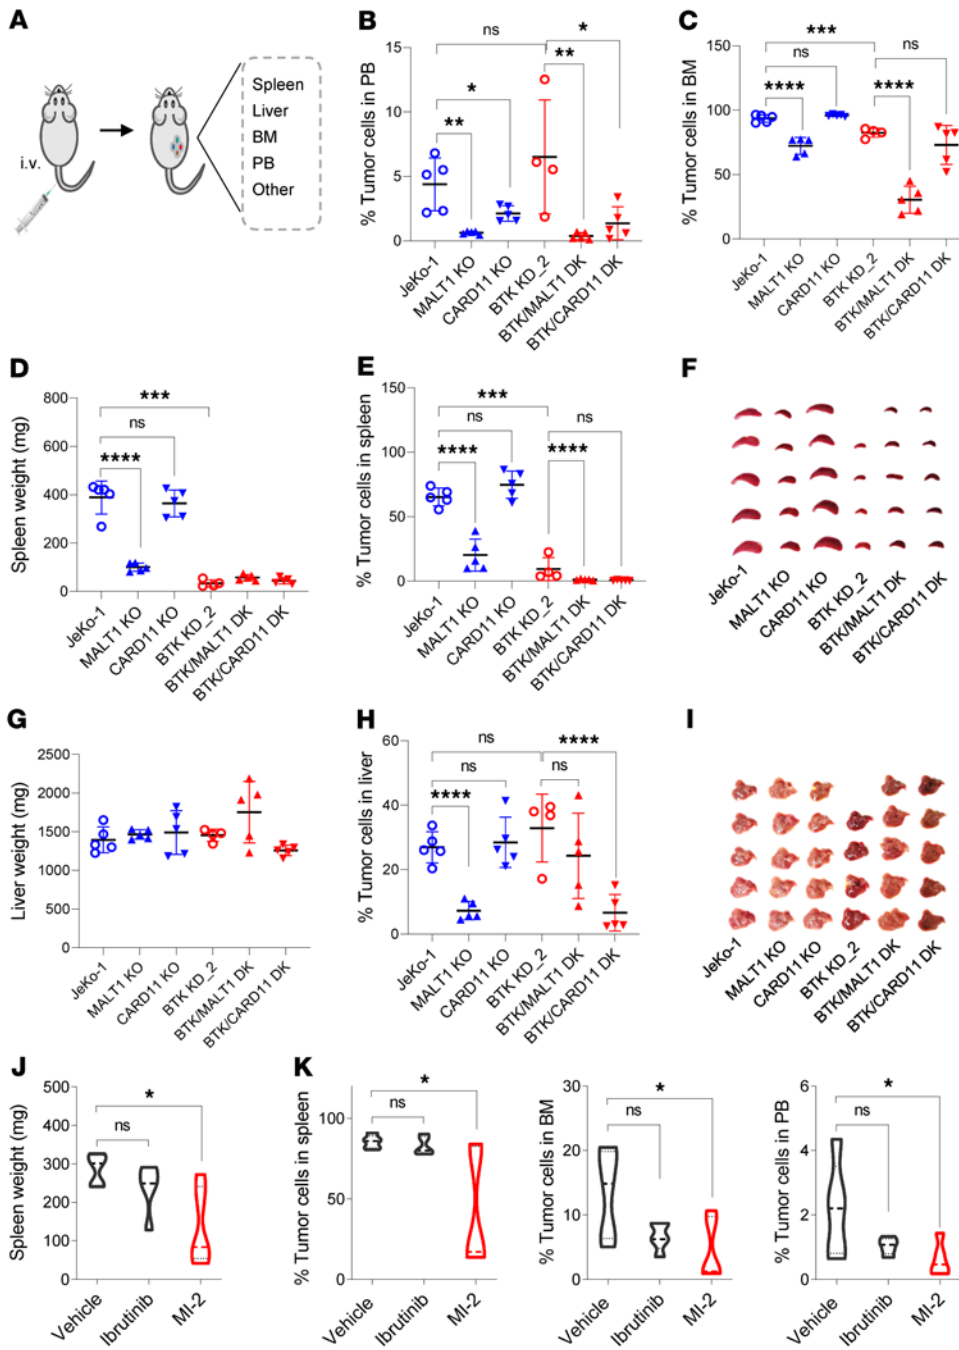 A
i.v.
Spleen
Liver
BM
PB
Other
B
% Tumor cells in PB
15
10
5
0
ns
*
*
**
**
JeKo-1
MALT1 KO
CARD11 KO
BTK KD_2
BTK/MALT1 DK
BTK/CARD11 DK
C
% Tumor cells in BM
150
100
50
0
***
ns
ns
****
****
JeKo-1
MALT1 KO
CARD11 KO
BTK KD_2
BTK/MALT1 DK
BTK/CARD11 DK
D
Spleen weight (mg)
800
600
400
200
0
***
ns
****
JeKo-1
MALT1 KO
CARD11 KO
BTK KD_2
BTK/MALT1 DK
BTK/CARD11 DK
E
% Tumor cells in spleen
150
100
50
0
***
ns
ns
****
****
JeKo-1
MALT1 KO
CARD11 KO
BTK KD_2
BTK/MALT1 DK
BTK/CARD11 DK
F
JeKo-1
MALT1 KO
CARD11 KO
BTK KD_2
BTK/MALT1 DK
BTK/CARD11 DK
G
Liver weight (mg)
2500
2000
1500
1000
500
0
JeKo-1
MALT1 KO
CARD11 KO
BTK KD_2
BTK/MALT1 DK
BTK/CARD11 DK
H
% Tumor cells in liver
60
40
20
0
ns
****
ns
ns
****
JeKo-1
MALT1 KO
CARD11 KO
BTK KD_2
BTK/MALT1 DK
BTK/CARD11 DK
I
JeKo-1
MALT1 KO
CARD11 KO
BTK KD_2
BTK/MALT1 DK
BTK/CARD11 DK
J
Spleen weight (mg)
500
400
300
200
100
0
*
ns
Vehicle
Ibrutinib
MI-2
K
% Tumor cells in spleen
100
50
0
*
ns
Vehicle
Ibrutinib
MI-2
% Tumor cells in BM
30
20
10
0
*
ns
Vehicle
Ibrutinib
MI-2
% Tumor cells in PB
6
4
2
0
*
ns
Vehicle
Ibrutinib
MI-2